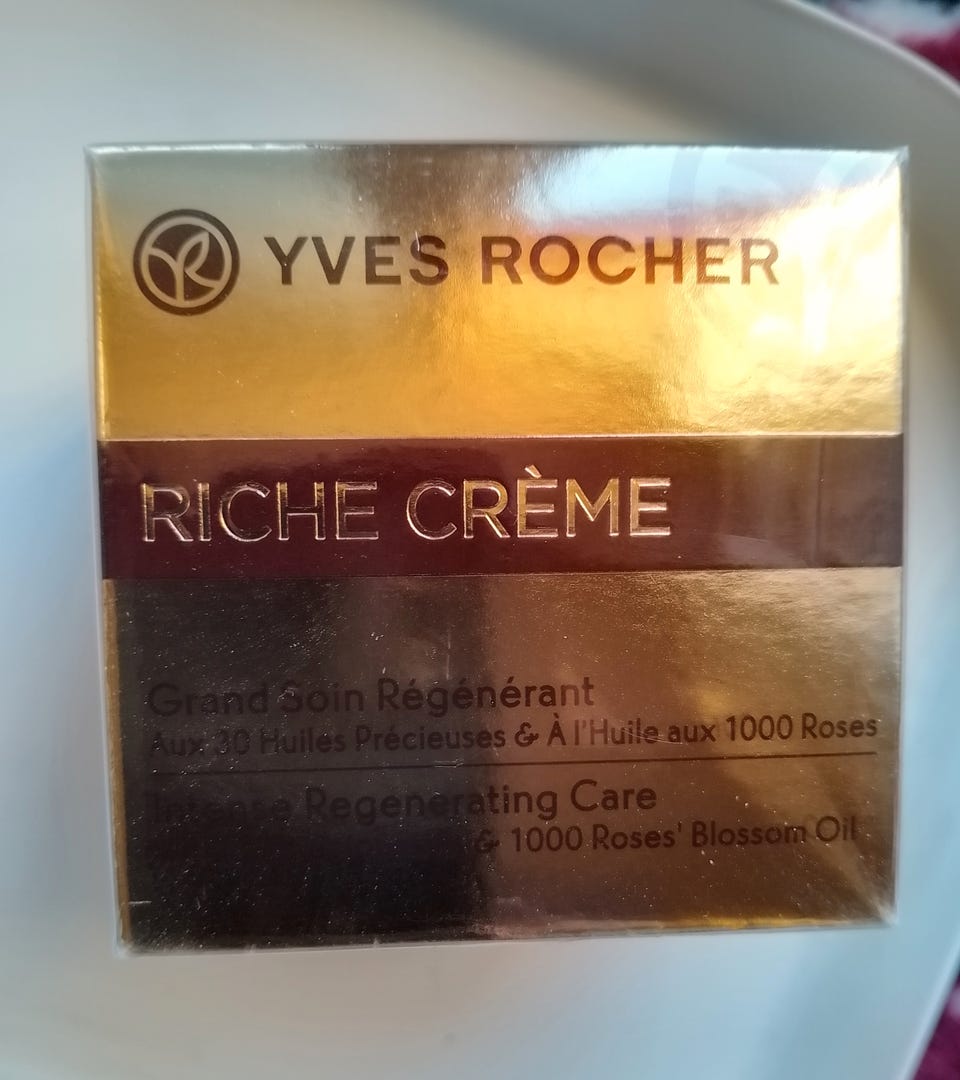 YVES ROCHER
RICHE CRÈME
Grand Soin Régénérant
Aux 30 Huiles Précieuses & À l'Huile aux 1000 Roses
Intense Regenerating Care
& 1000 Roses' Blossom Oil